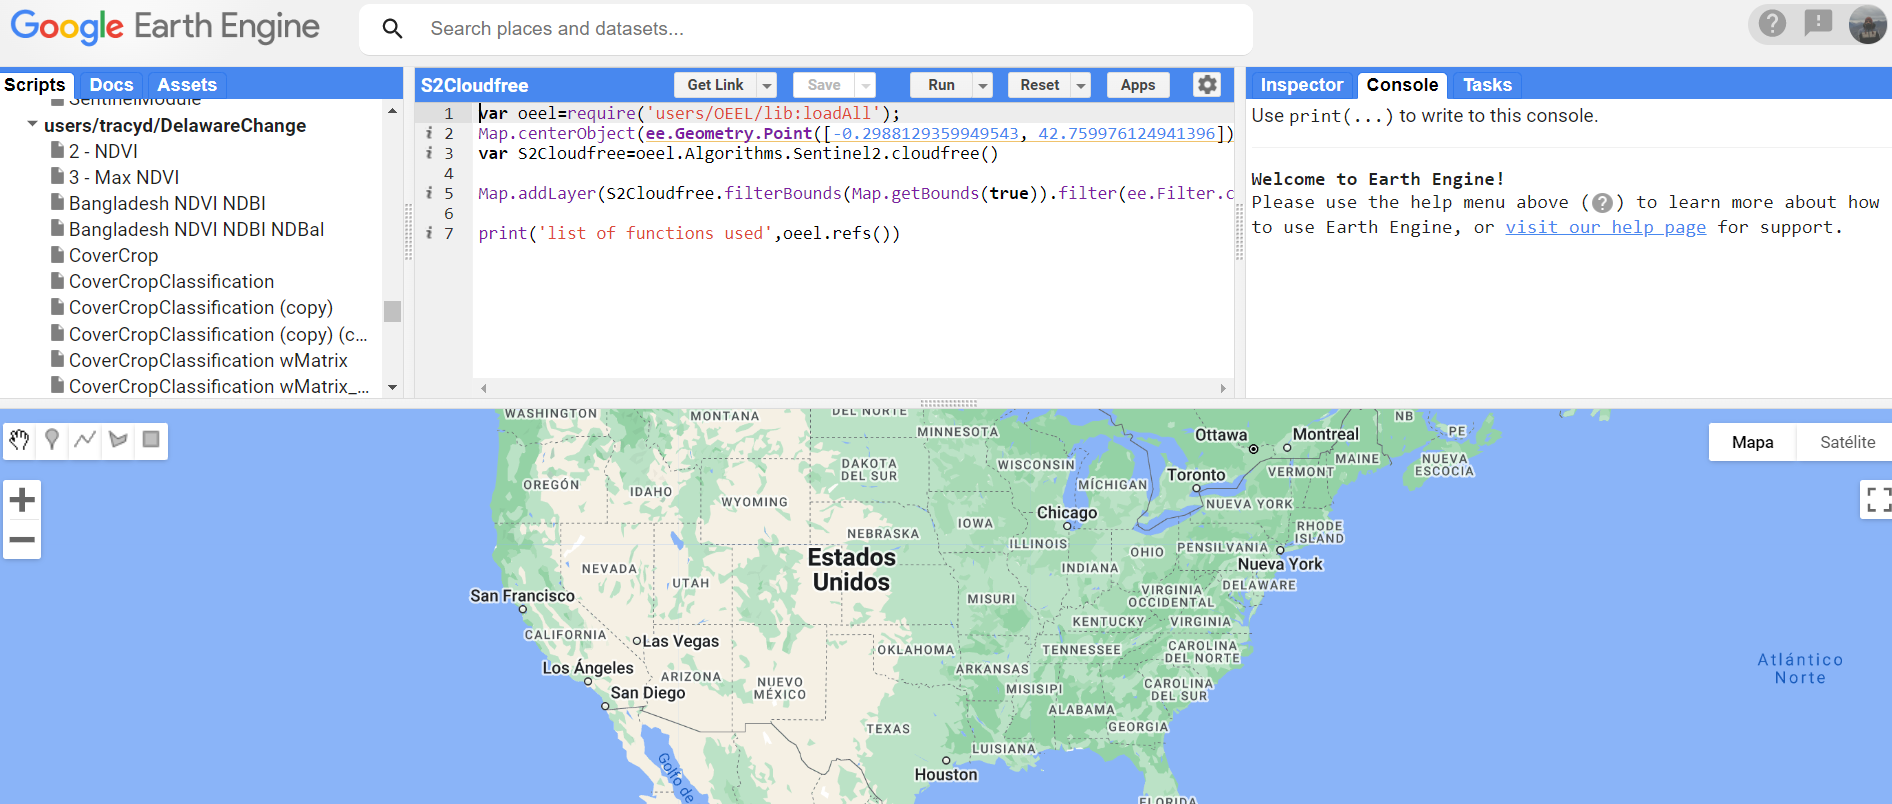 Google Earth Engine
Search places and datasets...
Scripts Docs Assets
SentinelModule
users/tracyd/DelawareChange
2 - NDVI
3 - Max NDVI
Bangladesh NDVI NDBI
Bangladesh NDVI NDBI NDBal
CoverCrop
CoverCropClassification
CoverCropClassification (copy)
CoverCropClassification (copy) (c...
CoverCropClassification wMatrix
CoverCropClassification wMatrix_...
S2Cloudfree
Get Link Save Run Reset Apps
1 var oeel=require('users/OEEL/lib:loadAll');
i 2 Map.centerObject(ee.Geometry.Point([-0.2988129359949543, 42.759976124941396])
i 3 var S2Cloudfree=oeel.Algorithms.Sentinel2.cloudfree()
4
i 5 Map.addLayer(S2Cloudfree.filterBounds(Map.getBounds(true)).filter(ee.Filter.c
6
i 7 print('list of functions used',oeel.refs())
Inspector Console Tasks
Use print(...) to write to this console.
Welcome to Earth Engine!
Please use the help menu above (?) to learn more about how
to use Earth Engine, or visit our help page for support.
Mapa Satélite
WASHINGTON
MONTANA
DEL NORTE
MINNESOTA
Ottawa
Montreal
NB
PE
MAINE
NUEVA
ESCOCIA
OREGÓN
IDAHO
WYOMING
DAKOTA
DEL SUR
WISCONSIN
MÍCHIGAN
Toronto
VERMONT
NUEVA YORK
Chicago
IOWA
NEBRASKA
RHODE
ISLAND
ILLINOIS
OHIO
PENSILVANIA
Nueva York
Estados
Unidos
NEVADA
UTAH
INDIANA
DELAWARE
San Francisco
MISURI
VIRGINIA
OCCIDENTAL
KENTUCKY
VIRGINIA
CALIFORNIA
Las Vegas
OKLAHOMA
TENNESSEE
CAROLINA
DEL NORTE
Los Ángeles
ARIZONA
NUEVO
MÉXICO
ARKANSAS
San Diego
MISISIPI
CAROLINA
DEL SUR
ALABAMA
GEORGIA
TEXAS
LUISIANA
Houston
Golfo de
FLORIDA
Atlántico
Norte